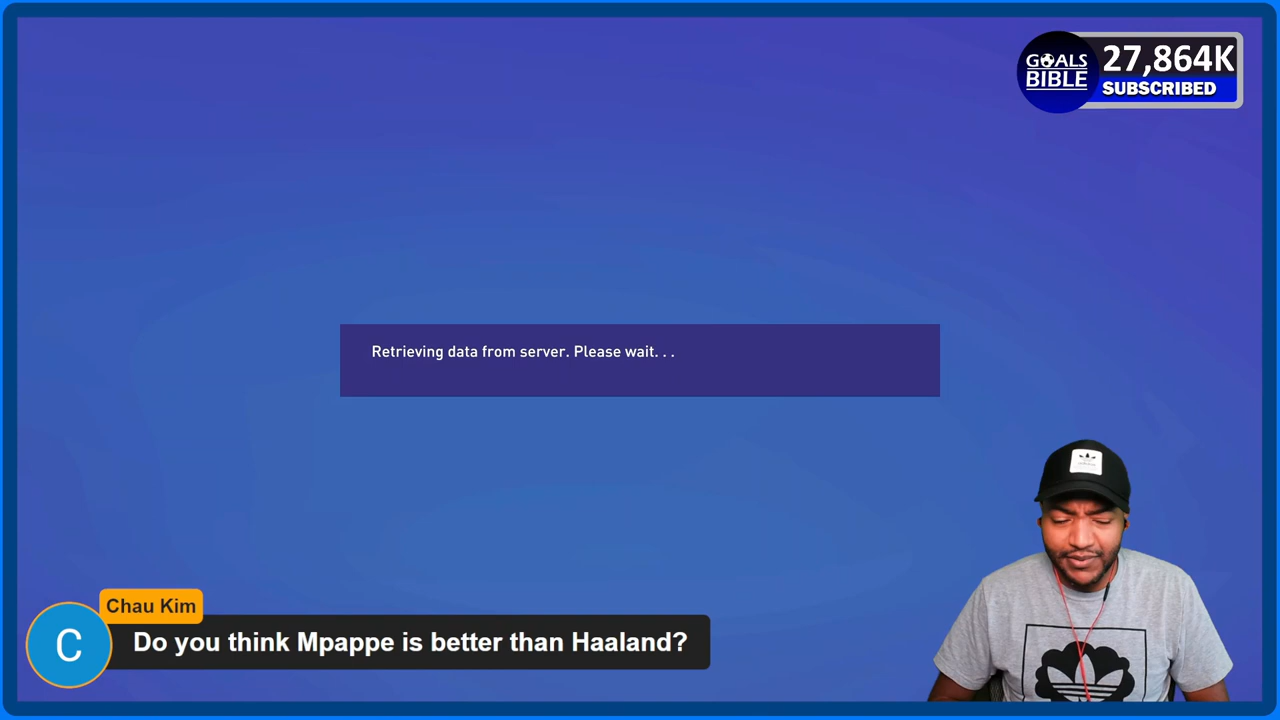 GOALS
BIBLE
27,864K
SUBSCRIBED
Retrieving data from server. Please wait. . .
Chau Kim
C
Do you think Mpappe is better than Haaland?